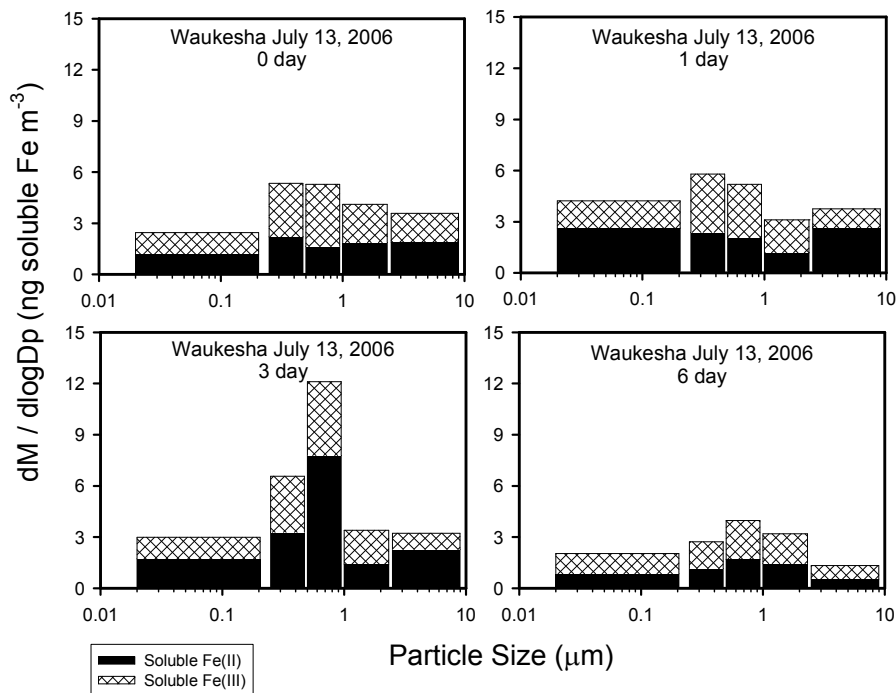 dM / dlogDp (ng soluble Fe m-3)
Waukesha July 13, 2006
0 day
15
12
9
6
3
0
0.01 0.1 1 10
Waukesha July 13, 2006
1 day
15
12
9
6
3
0
0.01 0.1 1 10
Waukesha July 13, 2006
3 day
15
12
9
6
3
0
0.01 0.1 1 10
Waukesha July 13, 2006
6 day
15
12
9
6
3
0
0.01 0.1 1 10
Particle Size (μm)
Soluble Fe(II)
Soluble Fe(III)